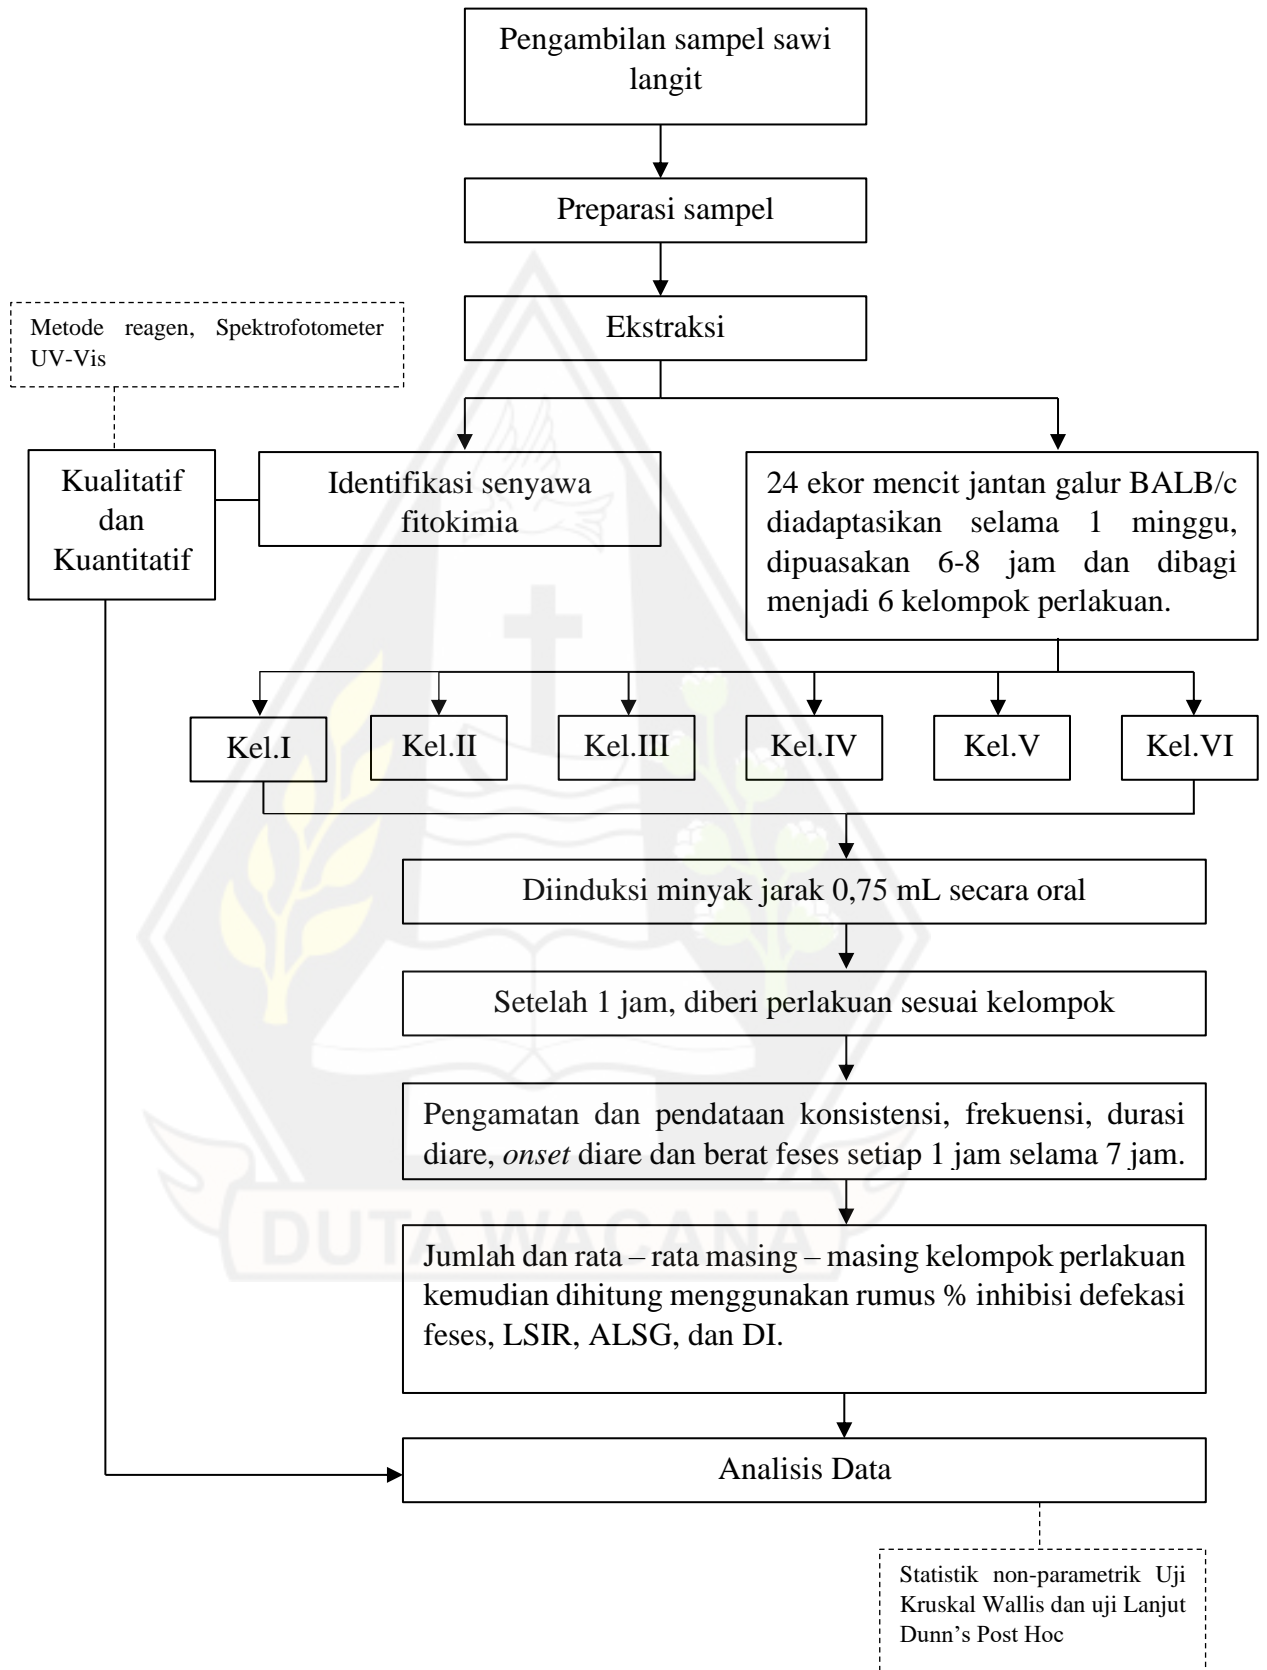 Pengambilan sampel sawi
langit
Preparasi sampel
Ekstraksi
Metode reagen, Spektrofotometer
UV-Vis
Kualitatif
dan
Kuantitatif
Identifikasi senyawa
fitokimia
24 ekor mencit jantan galur BALB/c
diadaptasikan selama 1 minggu,
dipuasakan 6-8 jam dan dibagi
menjadi 6 kelompok perlakuan.
Kel.I
Kel.II
Kel.III
Kel.IV
Kel.V
Kel.VI
Diinduksi minyak jarak 0,75 mL secara oral
Setelah 1 jam, diberi perlakuan sesuai kelompok
Pengamatan dan pendataan konsistensi, frekuensi, durasi
diare, onset diare dan berat feses setiap 1 jam selama 7 jam.
DUTA WACANA
Jumlah dan rata – rata masing – masing kelompok perlakuan
kemudian dihitung menggunakan rumus % inhibisi defekasi
feses, LSIR, ALSG, dan DI.
Analisis Data
Statistik non-parametrik Uji
Kruskal Wallis dan uji Lanjut
Dunn’s Post Hoc